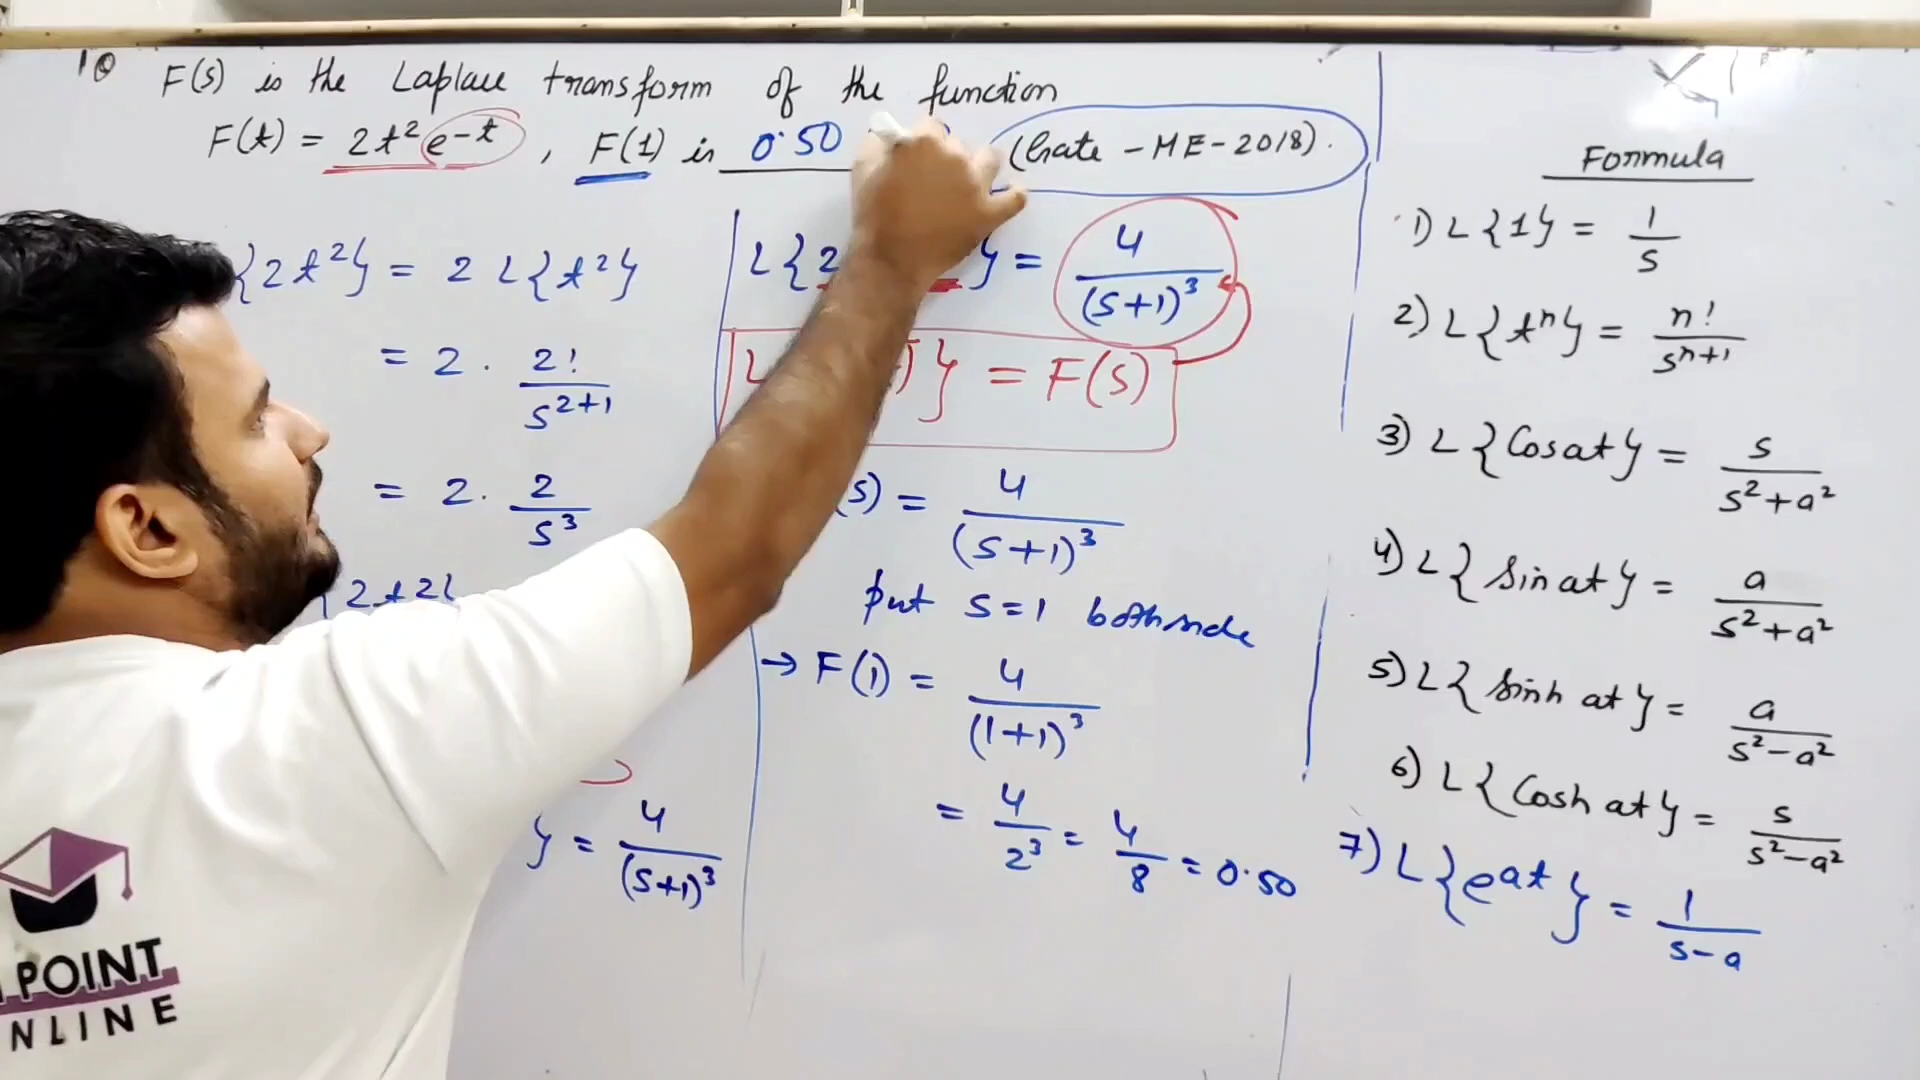 1Q F(s) is the Laplace transform of the function
F(t) = 2t²e⁻ᵗ , F(1) is 0.50 (Gate - ME - 2018).
{2t²} = 2 L{t²}
= 2 . 2! / s²⁺¹
= 2 . 2 / s³
2t²}
} = 4 / (s+1)³
L{2 } = 4 / (s+1)³
L } = F(s)
(s) = 4 / (s+1)³
put s=1 both side
→ F(1) = 4 / (1+1)³
= 4 / 2³ = 4 / 8 = 0.50
Formula
1) L{1} = 1 / s
2) L{tⁿ} = n! / sⁿ⁺¹
3) L{Cos at} = s / s²+a²
4) L{Sin at} = a / s²+a²
5) L{Sinh at} = a / s²-a²
6) L{Cosh at} = s / s²-a²
7) L{eᵃᵗ} = 1 / s-a
POINT
NLINE